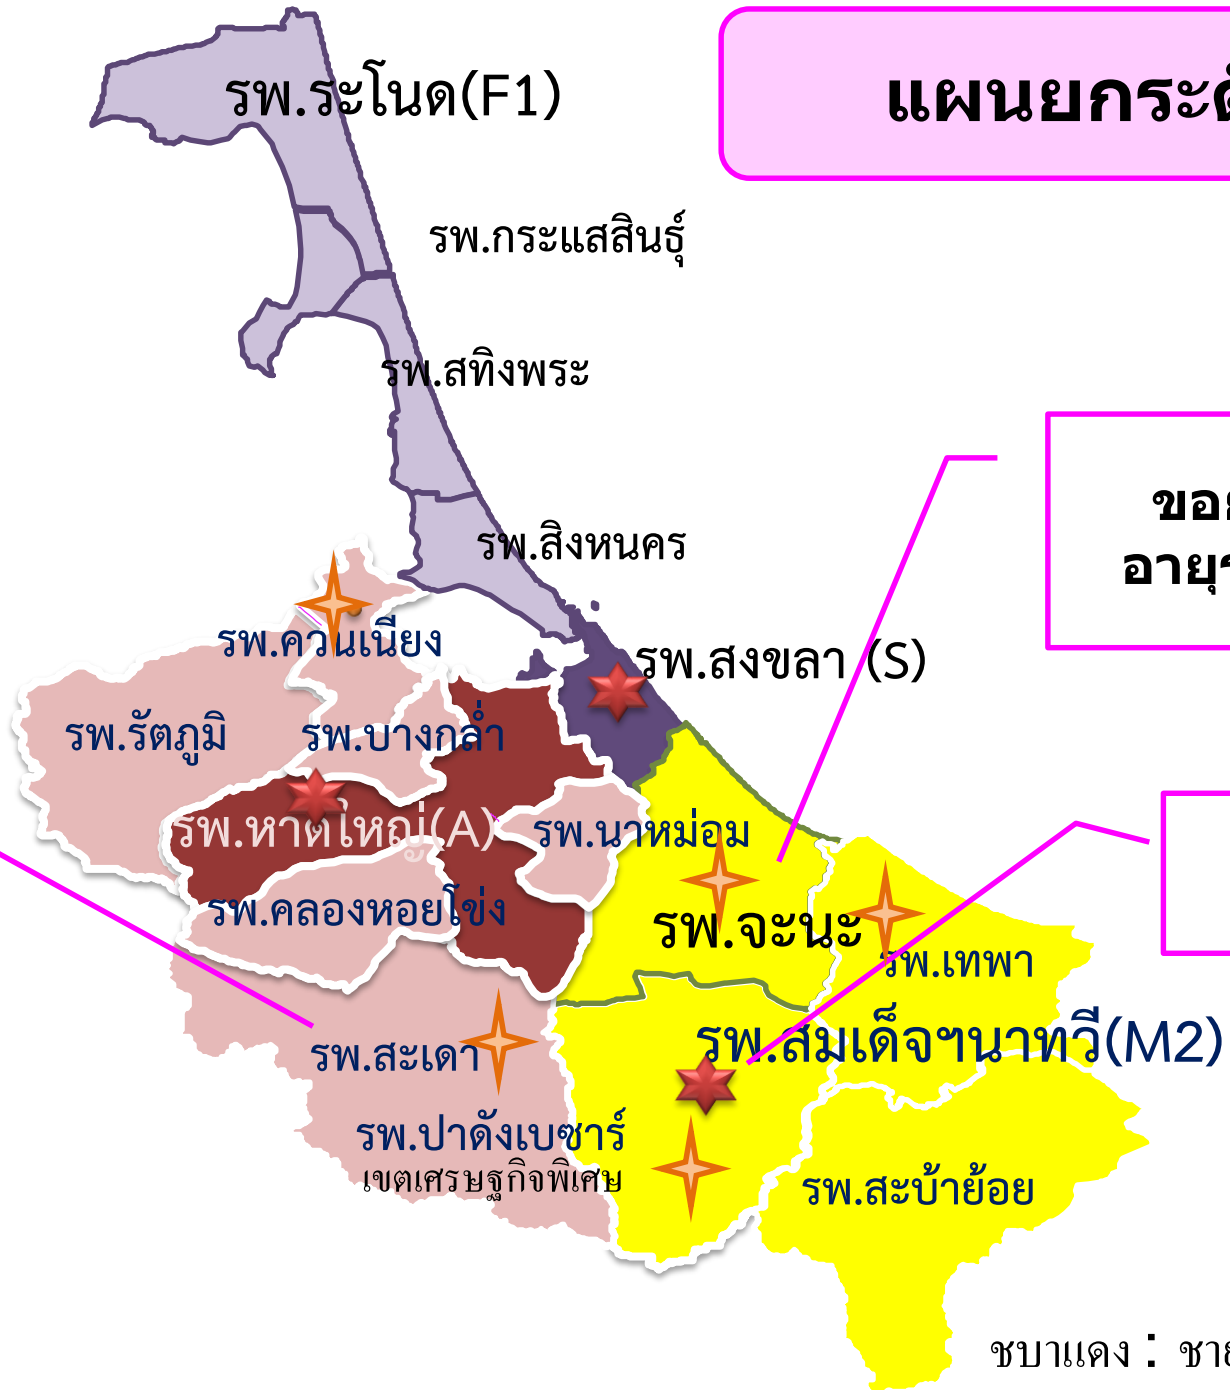 รพ.ระโนด(F1)
แผนยกระ
รพ.กระแสสินธุ์
รพ.สทิงพระ
รพ.สิงหนคร
ขอ
อายุร
รพ.ควนเนียง
รพ.สงขลา (S)
รพ.รัตภูมิ
รพ.บางกล่ำ
รพ.หาดใหญ่(A)
รพ.นาหม่อม
รพ.คลองหอยโข่ง
รพ.จะนะ
รพ.เทพา
รพ.สมเด็จฯนาทวี(M2)
รพ.สะเดา
รพ.ปาดังเบซาร์
เขตเศรษฐกิจพิเศษ
รพ.สะบ้าย้อย
ชบาแดง : ชาย